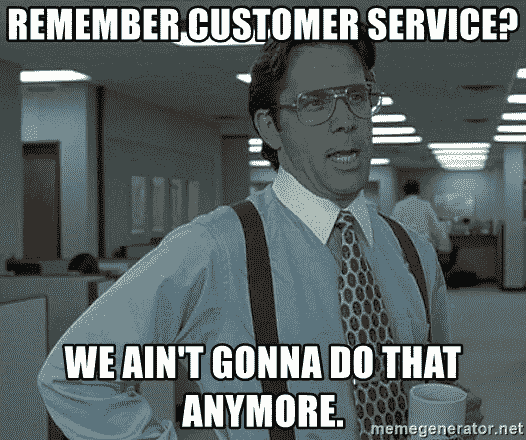 REMEMBER CUSTOMER SERVICE?
WE AIN'T GONNA DO THAT
ANYMORE.
memegenerator.net